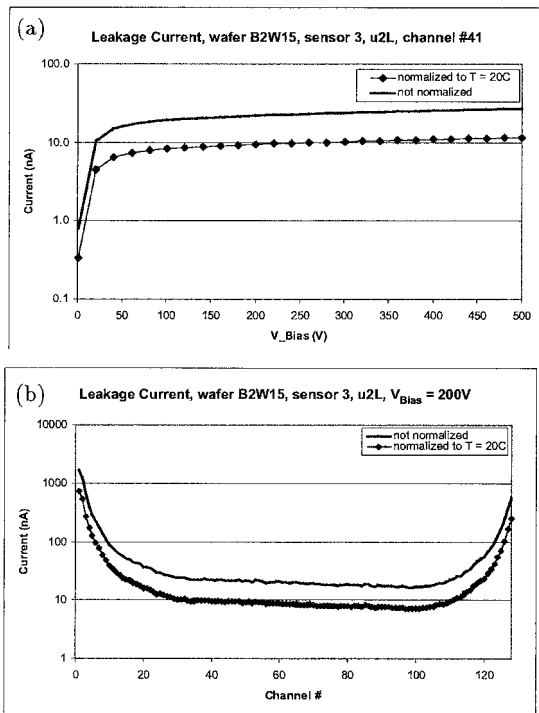 (a)
Leakage Current, wafer B2W15, sensor 3, u2L, channel #41
100.0
10.0
1.0
0.1
Current (nA)
normalized to T = 20C
not normalized
0 50 100 150 200 250 300 350 400 450 500
V_Bias (V)
(b)
Leakage Current, wafer B2W15, sensor 3, u2L, VBias = 200V
10000
1000
100
10
1
Current (nA)
not normalized
normalized to T = 20C
0 20 40 60 80 100 120
Channel #